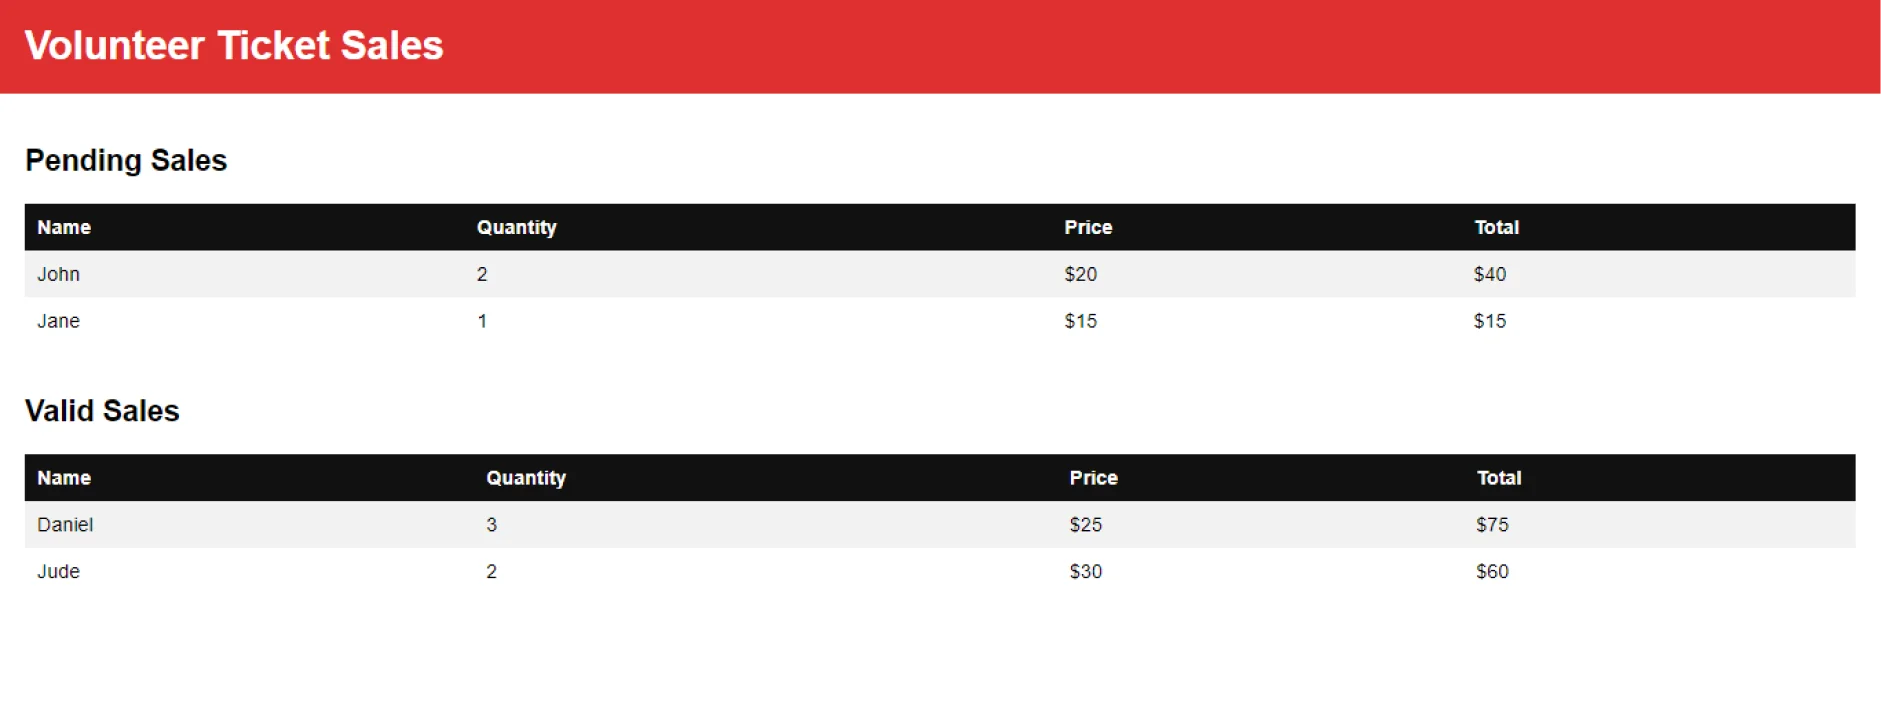 Volunteer Ticket Sales
Pending Sales
Name Quantity Price Total
John 2 $20 $40
Jane 1 $15 $15
Valid Sales
Name Quantity Price Total
Daniel 3 $25 $75
Jude 2 $30 $60